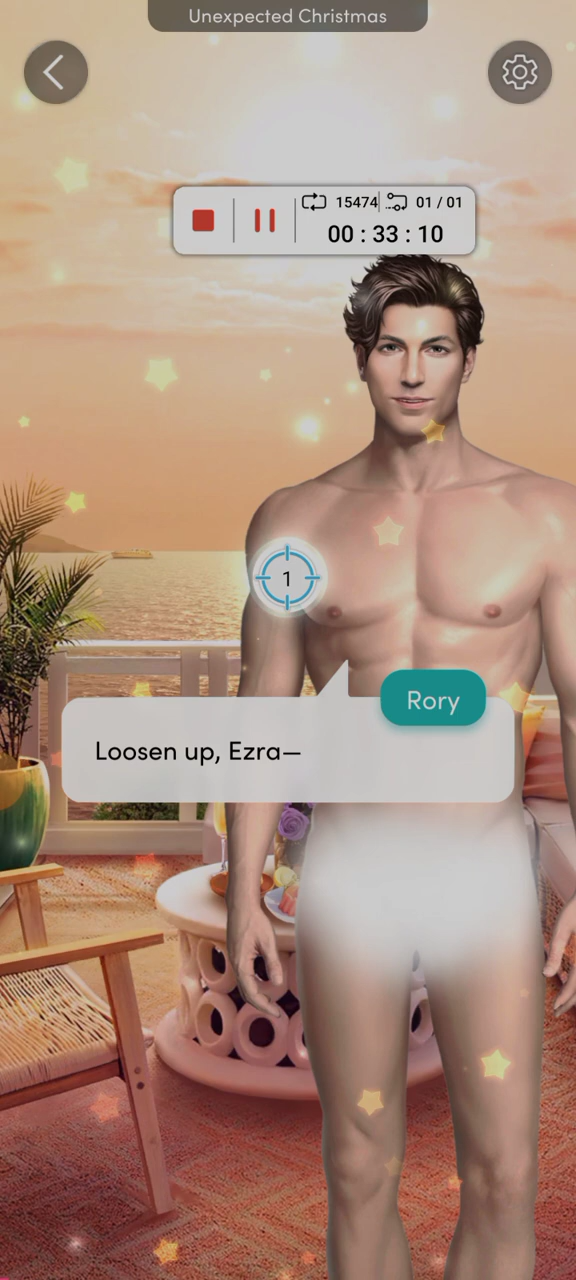 Unexpected Christmas
15474 01 / 01
00 : 33 : 10
1
Rory
Loosen up, Ezra—